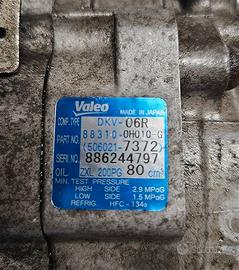 Valeo
MADE IN JAPAN
COMP. TYPE DKV-06R
PART NO. 88310-0H010-G
(506021-7372)
SERI.NO. 886244797
OIL ZXL 200PG 80 cm³
MIN. TEST PRESSURE
HIGH SIDE 2.9 MPaG
LOW SIDE 1.5 MPaG
REFRIG. HFC-134a